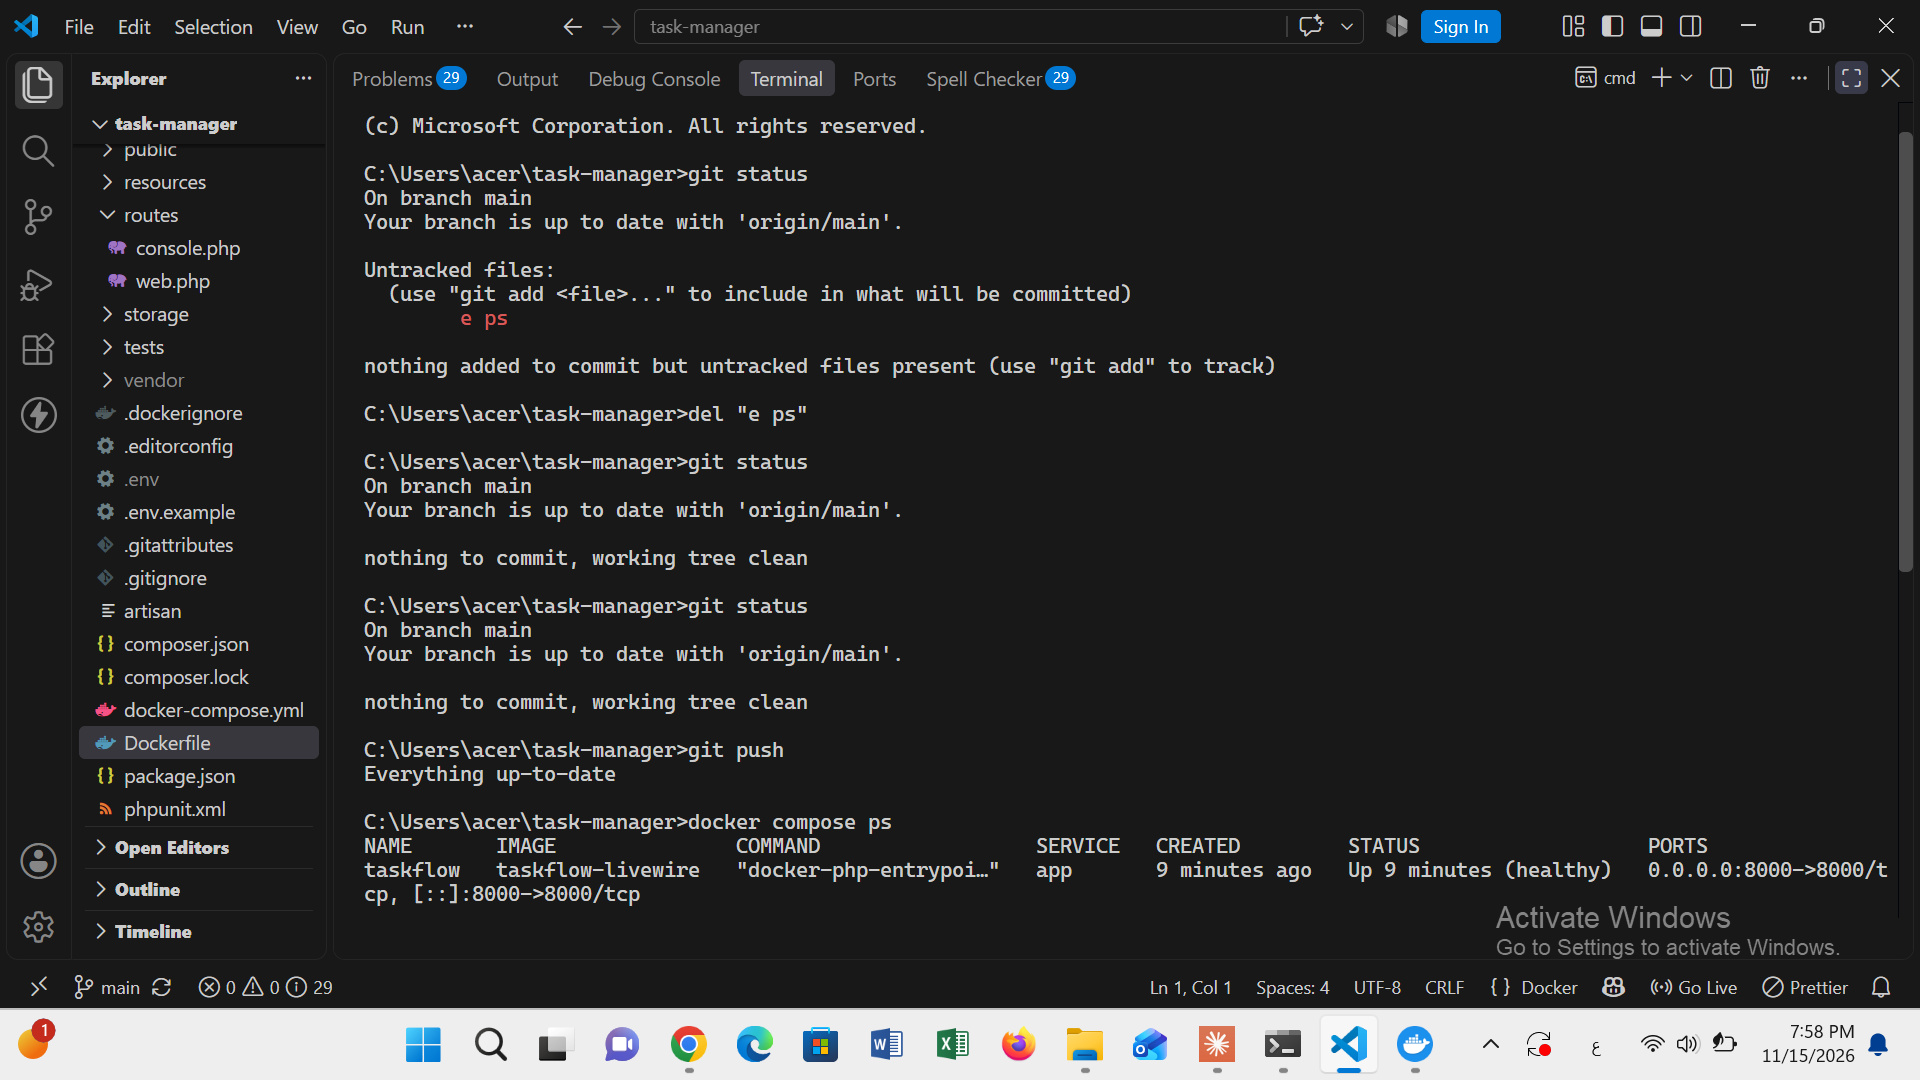 File Edit Selection View Go Run ··· task-manager Sign In
Explorer ···
task-manager
public
resources
routes
console.php
web.php
storage
tests
vendor
.dockerignore
.editorconfig
.env
.env.example
.gitattributes
.gitignore
artisan
composer.json
composer.lock
docker-compose.yml
Dockerfile
package.json
phpunit.xml
Open Editors
Outline
Timeline
Problems 29 Output Debug Console Terminal Ports Spell Checker 29 cmd
(c) Microsoft Corporation. All rights reserved.
C:\Users\acer\task-manager>git status
On branch main
Your branch is up to date with 'origin/main'.
Untracked files:
(use "git add <file>..." to include in what will be committed)
e ps
nothing added to commit but untracked files present (use "git add" to track)
C:\Users\acer\task-manager>del "e ps"
C:\Users\acer\task-manager>git status
On branch main
Your branch is up to date with 'origin/main'.
nothing to commit, working tree clean
C:\Users\acer\task-manager>git status
On branch main
Your branch is up to date with 'origin/main'.
nothing to commit, working tree clean
C:\Users\acer\task-manager>git push
Everything up-to-date
C:\Users\acer\task-manager>docker compose ps
NAME IMAGE COMMAND SERVICE CREATED STATUS PORTS
taskflow taskflow-livewire "docker-php-entrypoi…" app 9 minutes ago Up 9 minutes (healthy) 0.0.0.0:8000->8000/t
cp, [::]:8000->8000/tcp
Activate Windows
Go to Settings to activate Windows.
main 0 0 29 Ln 1, Col 1 Spaces: 4 UTF-8 CRLF { } Docker Go Live Prettier
1 ع 7:58 PM
11/15/2026